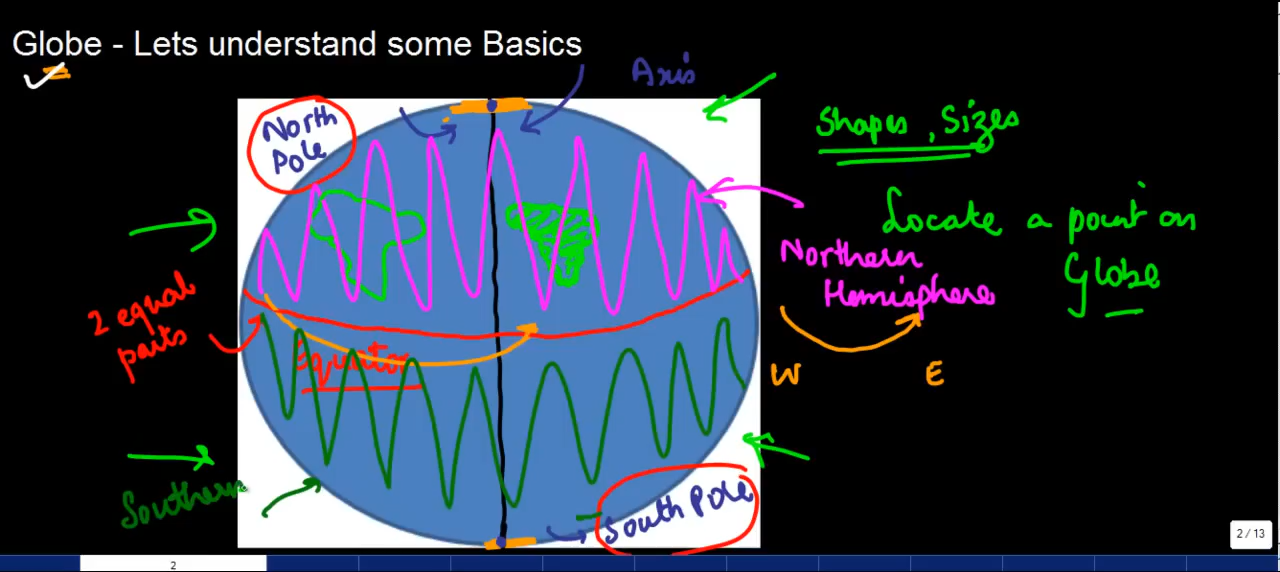 Globe - Lets understand some Basics
Axis
North
Pole
Shapes, Sizes
Locate a point on
Globe
Northern
Hemisphere
2 equal
parts
Equator
W E
Southern
South Pole
2 / 13
2